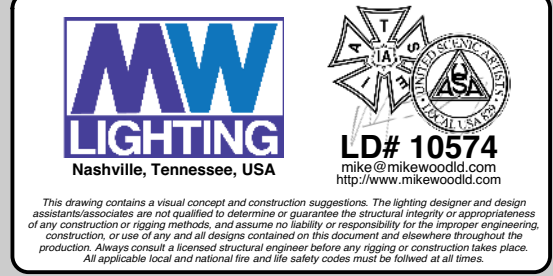 MW
LIGHTING
Nashville, Tennessee, USA
I A T S E
IA
UNITED SCENIC ARTISTS
LOCAL USA 829
USA
LD# 10574
mike@mikewoodld.com
http://www.mikewoodld.com
This drawing contains a visual concept and construction suggestions. The lighting designer and design
assistants/associates are not qualified to determine or guarantee the structural integrity or appropriateness
of any construction or rigging methods, and assume no liability or responsibility for the improper engineering,
construction, or use of any and all designs contained on this document and elsewhere throughout the
production. Always consult a licensed structural engineer before any rigging or construction takes place.
All applicable local and national fire and life safety codes must be follwed at all times.